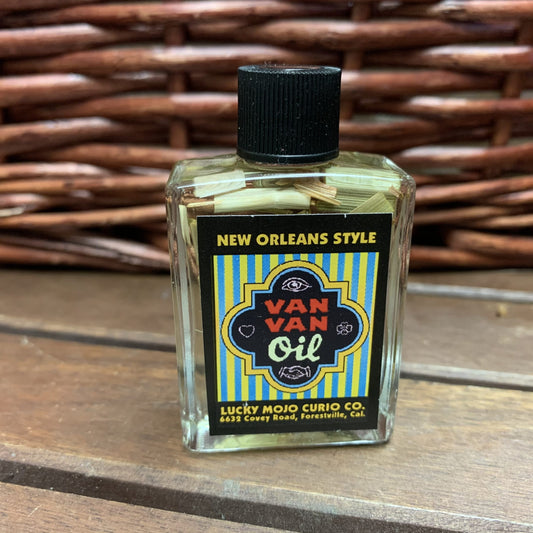 NEW ORLEANS STYLE
VAN
VAN
Oil
LUCKY MOJO CURIO CO.
6632 Covey Road, Forestville, Cal.